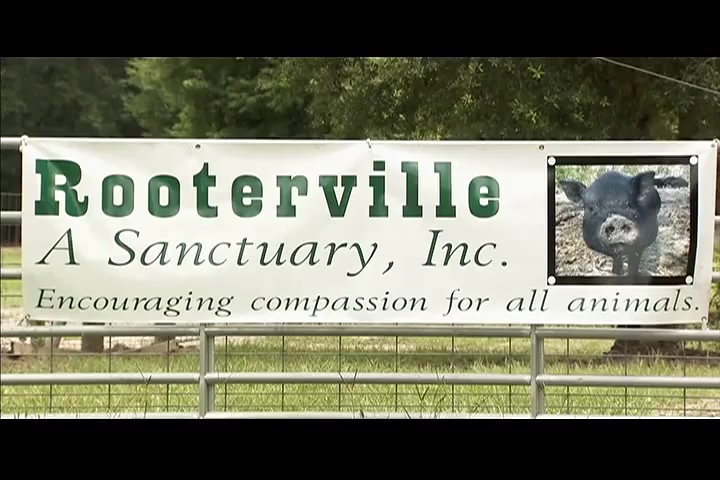 Rooterville
A Sanctuary, Inc.
Encouraging compassion for all animals.